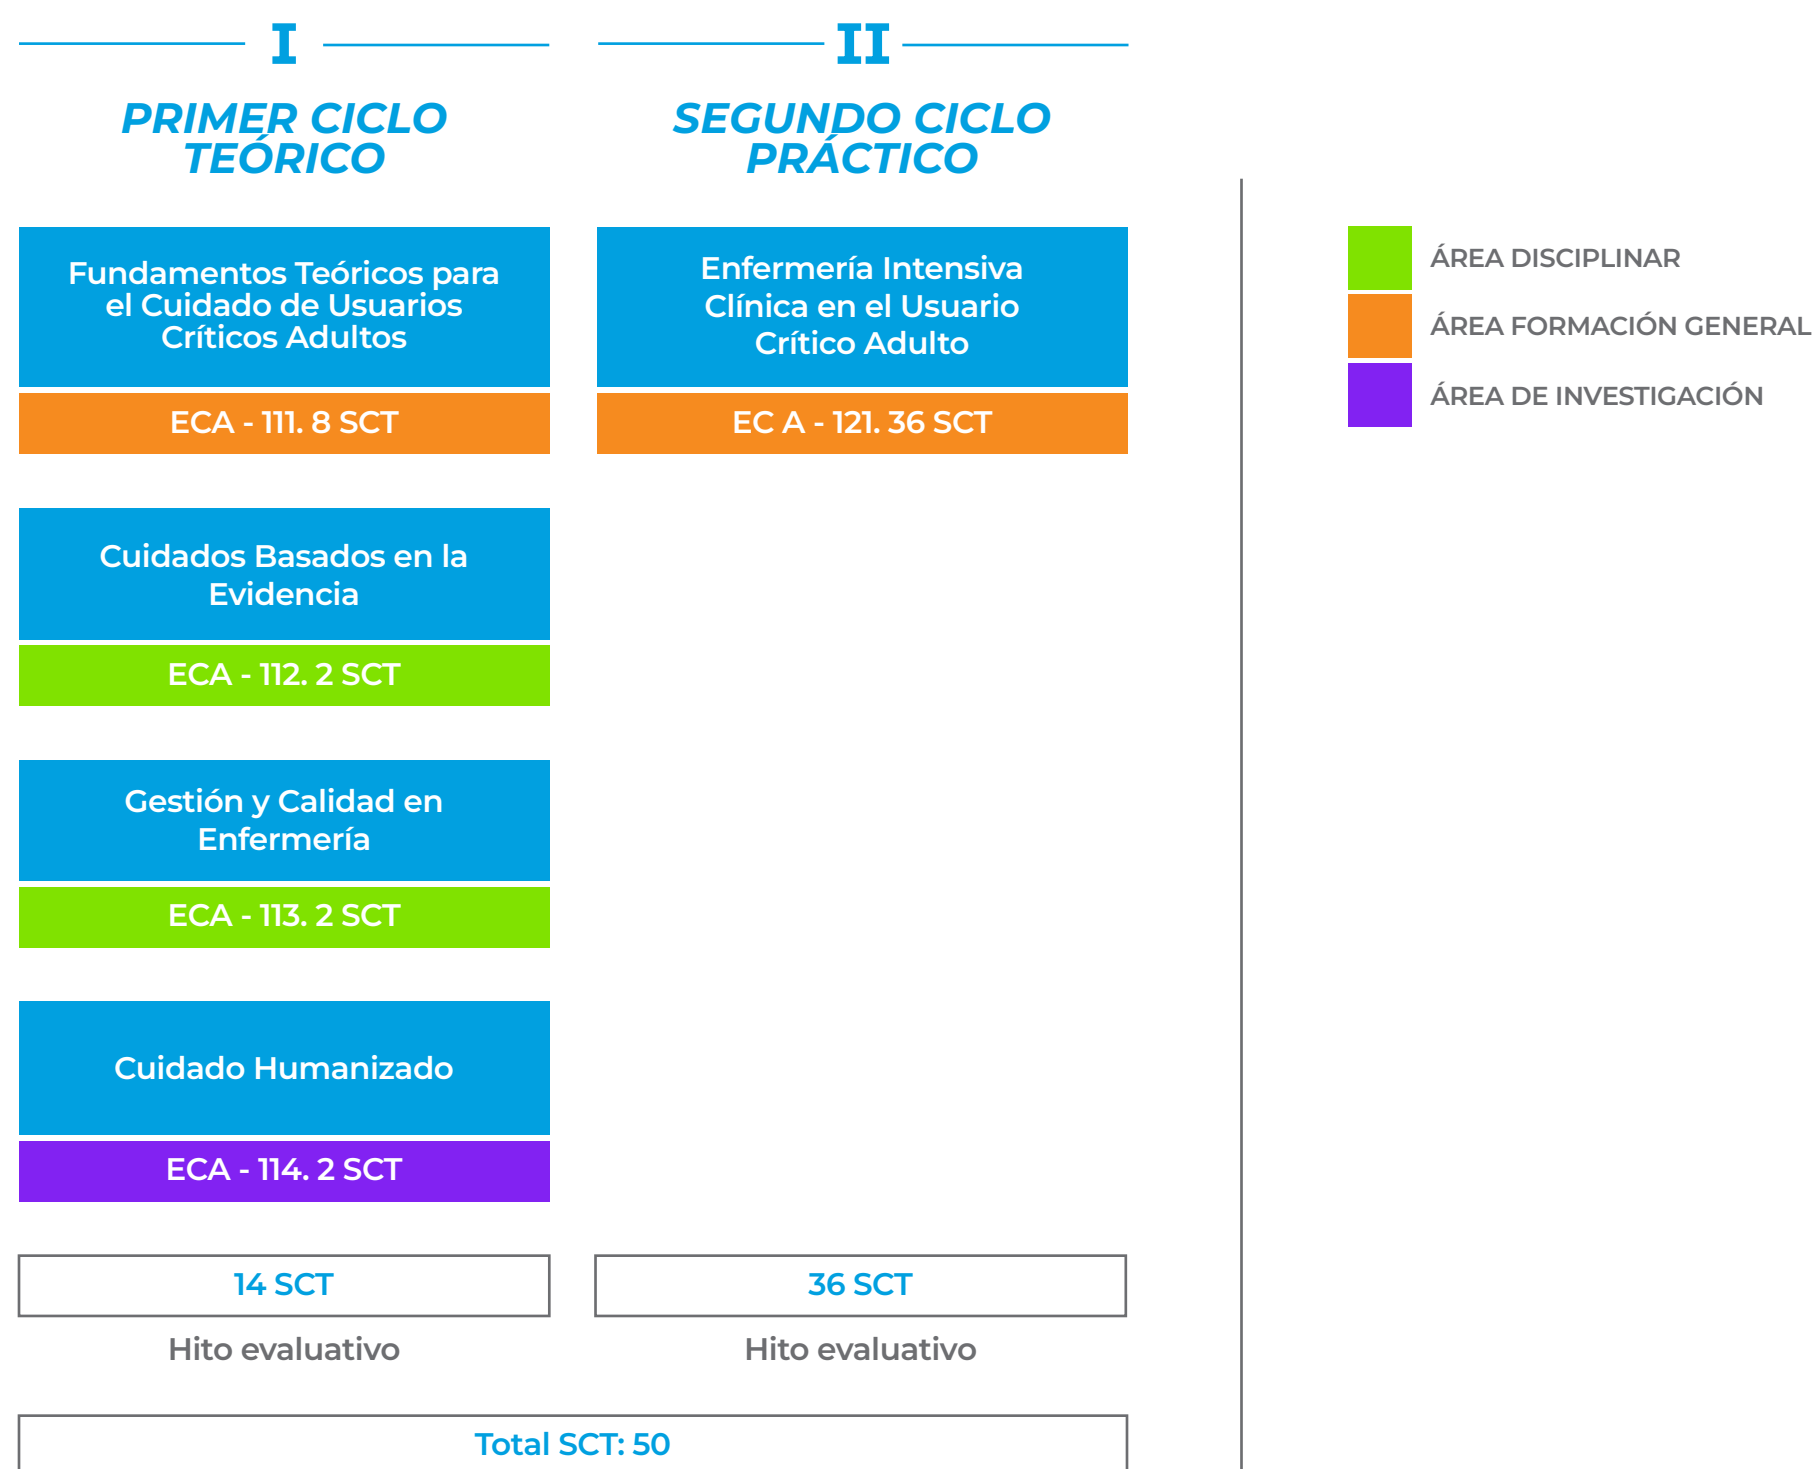 I
PRIMER CICLO
TEÓRICO
Fundamentos Teóricos para
el Cuidado de Usuarios
Críticos Adultos
ECA - 111. 8 SCT
Cuidados Basados en la
Evidencia
ECA - 112. 2 SCT
Gestión y Calidad en
Enfermería
ECA - 113. 2 SCT
Cuidado Humanizado
ECA - 114. 2 SCT
14 SCT
Hito evaluativo
II
SEGUNDO CICLO
PRÁCTICO
Enfermería Intensiva
Clínica en el Usuario
Crítico Adulto
EC A - 121. 36 SCT
36 SCT
Hito evaluativo
Total SCT: 50
ÁREA DISCIPLINAR
ÁREA FORMACIÓN GENERAL
ÁREA DE INVESTIGACIÓN